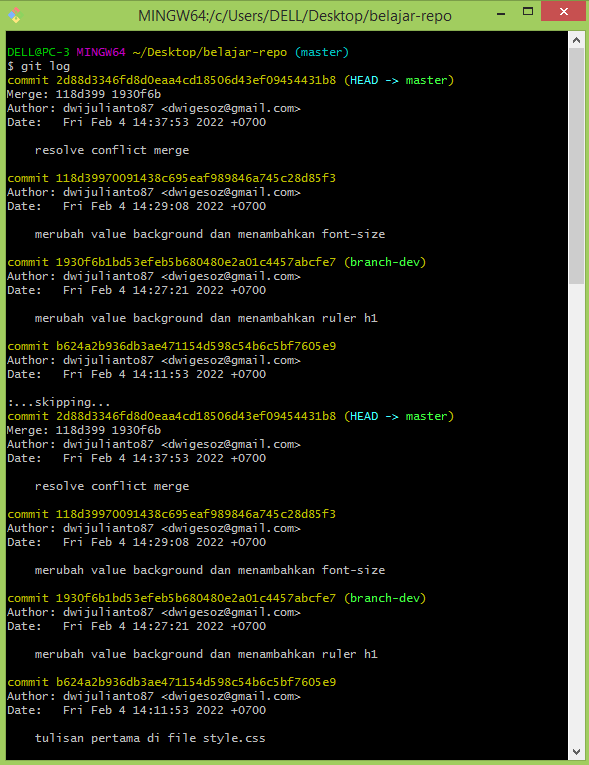 MINGW64:/c/Users/DELL/Desktop/belajar-repo
DELL@PC-3 MINGW64 ~/Desktop/belajar-repo (master)
$ git log
commit 2d88d3346fd8d0eaa4cd18506d43ef09454431b8 (HEAD -> master)
Merge: 118d399 1930f6b
Author: dwijulianto87 <dwigesoz@gmail.com>
Date:   Fri Feb 4 14:37:53 2022 +0700
    resolve conflict merge
commit 118d39970091438c695eaf989846a745c28d85f3
Author: dwijulianto87 <dwigesoz@gmail.com>
Date:   Fri Feb 4 14:29:08 2022 +0700
    merubah value background dan menambahkan font-size
commit 1930f6b1bd53efeb5b680480e2a01c4457abcfe7 (branch-dev)
Author: dwijulianto87 <dwigesoz@gmail.com>
Date:   Fri Feb 4 14:27:21 2022 +0700
    merubah value background dan menambahkan ruler h1
commit b624a2b936db3ae471154d598c54b6c5bf7605e9
Author: dwijulianto87 <dwigesoz@gmail.com>
Date:   Fri Feb 4 14:11:53 2022 +0700
:...skipping...
commit 2d88d3346fd8d0eaa4cd18506d43ef09454431b8 (HEAD -> master)
Merge: 118d399 1930f6b
Author: dwijulianto87 <dwigesoz@gmail.com>
Date:   Fri Feb 4 14:37:53 2022 +0700
    resolve conflict merge
commit 118d39970091438c695eaf989846a745c28d85f3
Author: dwijulianto87 <dwigesoz@gmail.com>
Date:   Fri Feb 4 14:29:08 2022 +0700
    merubah value background dan menambahkan font-size
commit 1930f6b1bd53efeb5b680480e2a01c4457abcfe7 (branch-dev)
Author: dwijulianto87 <dwigesoz@gmail.com>
Date:   Fri Feb 4 14:27:21 2022 +0700
    merubah value background dan menambahkan ruler h1
commit b624a2b936db3ae471154d598c54b6c5bf7605e9
Author: dwijulianto87 <dwigesoz@gmail.com>
Date:   Fri Feb 4 14:11:53 2022 +0700
    tulisan pertama di file style.css